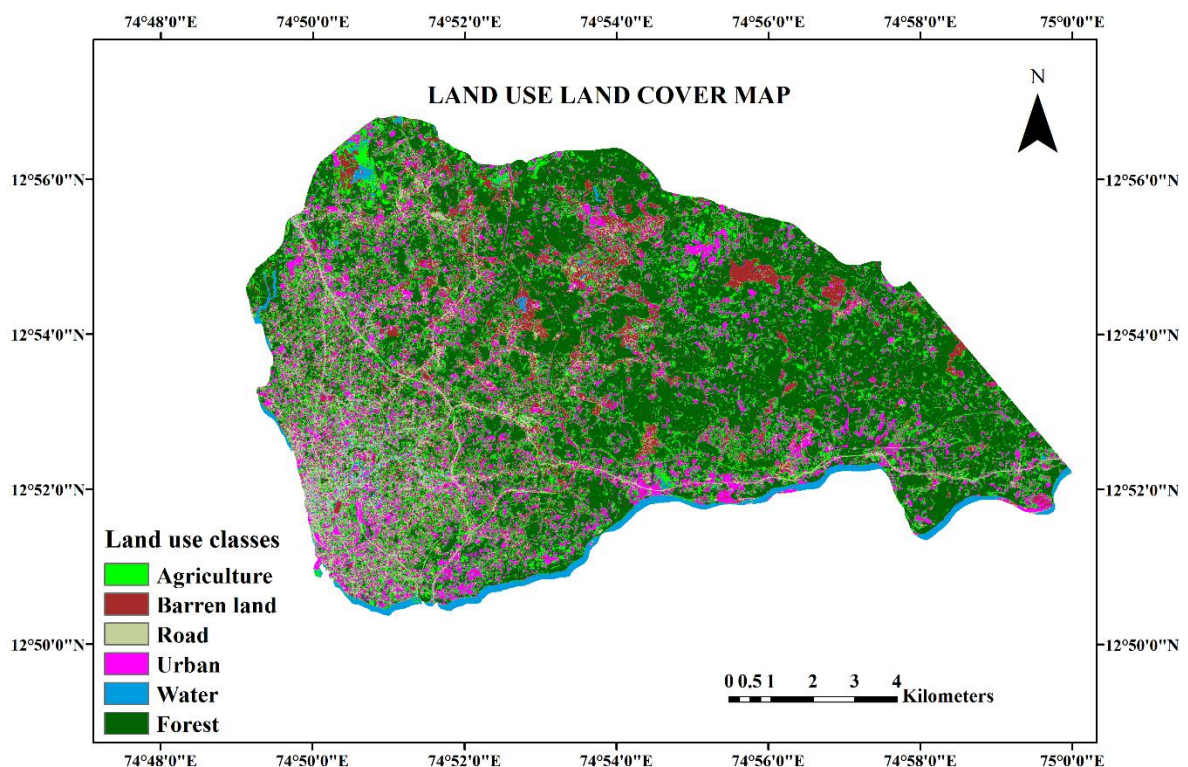 74°48'0"E 74°50'0"E 74°52'0"E 74°54'0"E 74°56'0"E 74°58'0"E 75°0'0"E
LAND USE LAND COVER MAP
N
12°56'0"N 12°56'0"N
12°54'0"N 12°54'0"N
12°52'0"N 12°52'0"N
Land use classes
Agriculture
Barren land
Road
Urban
Water
Forest
12°50'0"N 12°50'0"N
0 0.5 1 2 3 4
Kilometers
74°48'0"E 74°50'0"E 74°52'0"E 74°54'0"E 74°56'0"E 74°58'0"E 75°0'0"E